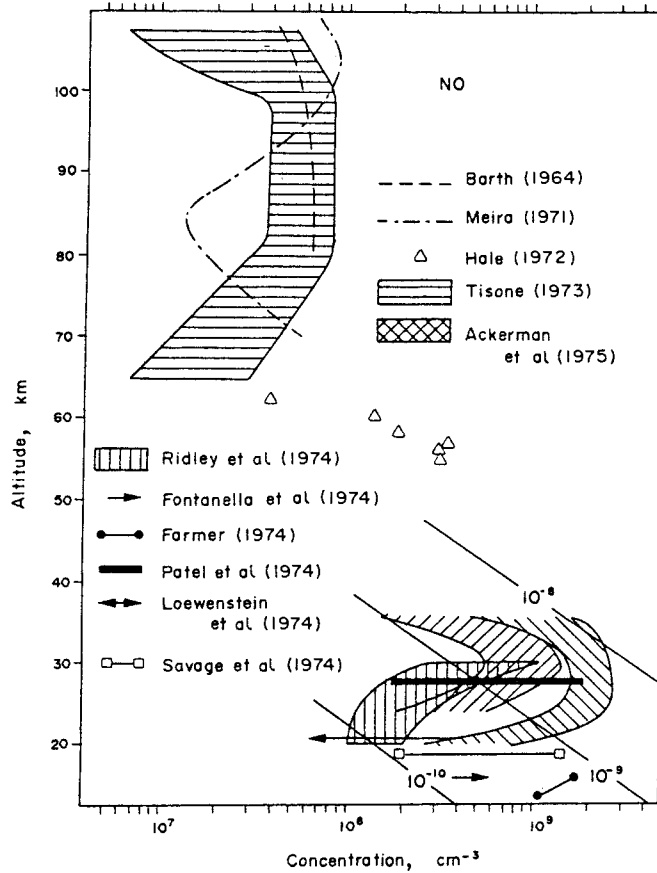 NO
100
90
80
70
60
50
40
30
20
Altitude, km
Barth (1964)
Meira (1971)
Hale (1972)
Tisone (1973)
Ackerman
et al (1975)
Ridley et al (1974)
Fontanella et al (1974)
Farmer (1974)
Patel et al (1974)
Loewenstein
et al (1974)
Savage et al (1974)
10⁻⁸
10⁻¹⁰
10⁻⁹
10⁷
10⁸
10⁹
Concentration, cm⁻³